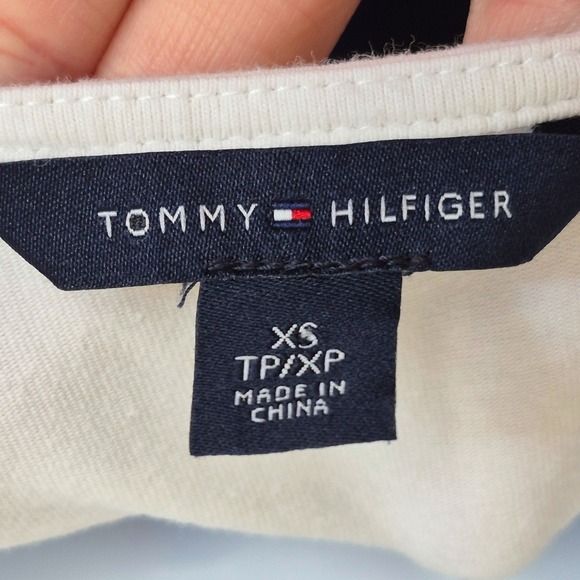 TOMMY HILFIGER
XS
TP/XP
MADE IN
CHINA